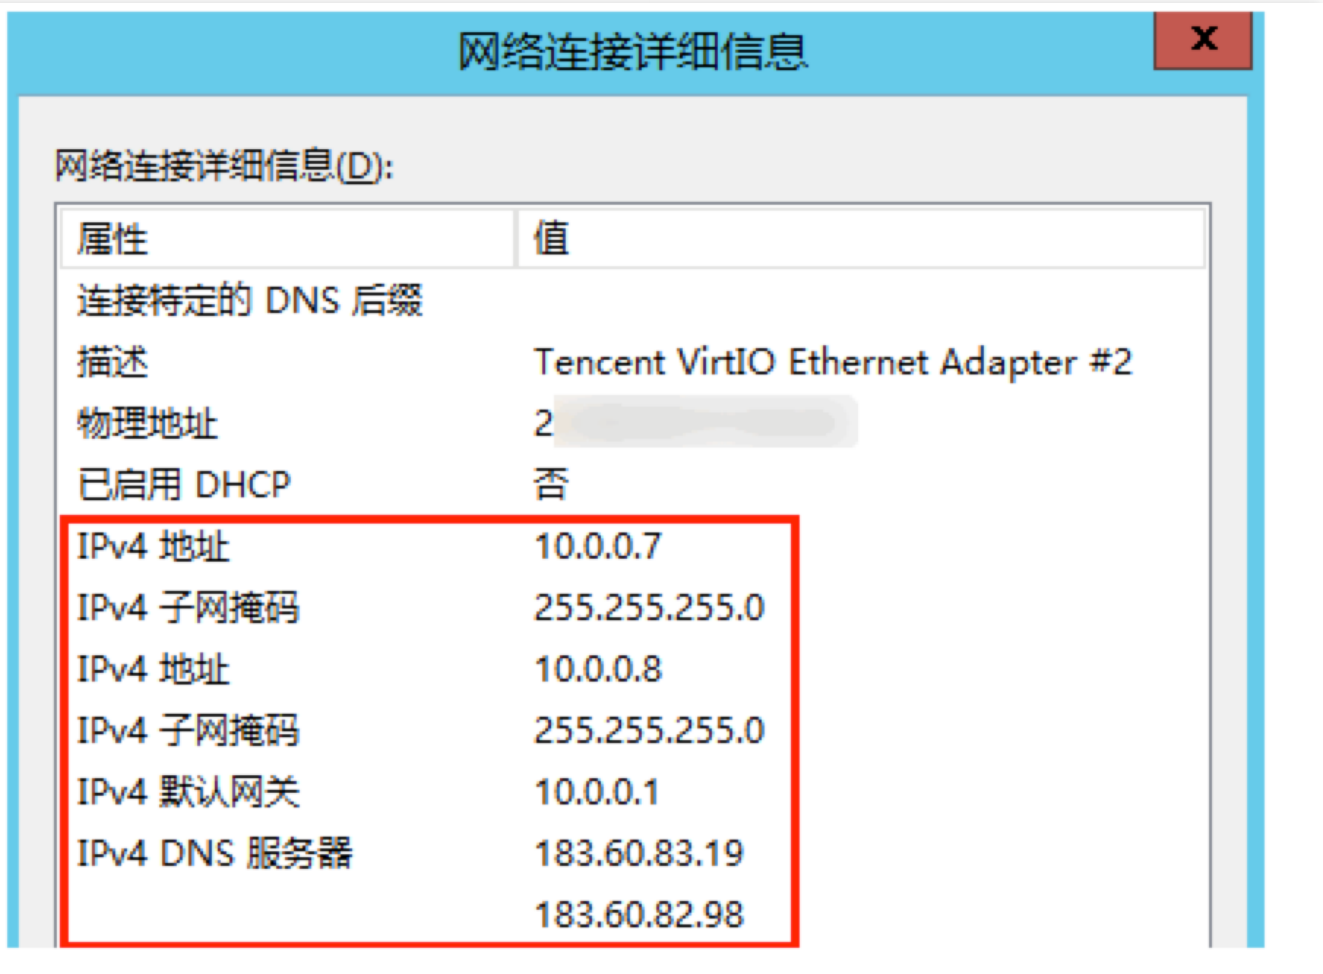 网络连接详细信息
x
网络连接详细信息(D):
属性 值
连接特定的 DNS 后缀
描述 Tencent VirtIO Ethernet Adapter #2
物理地址 2
已启用 DHCP 否
IPv4 地址 10.0.0.7
IPv4 子网掩码 255.255.255.0
IPv4 地址 10.0.0.8
IPv4 子网掩码 255.255.255.0
IPv4 默认网关 10.0.0.1
IPv4 DNS 服务器 183.60.83.19
183.60.82.98